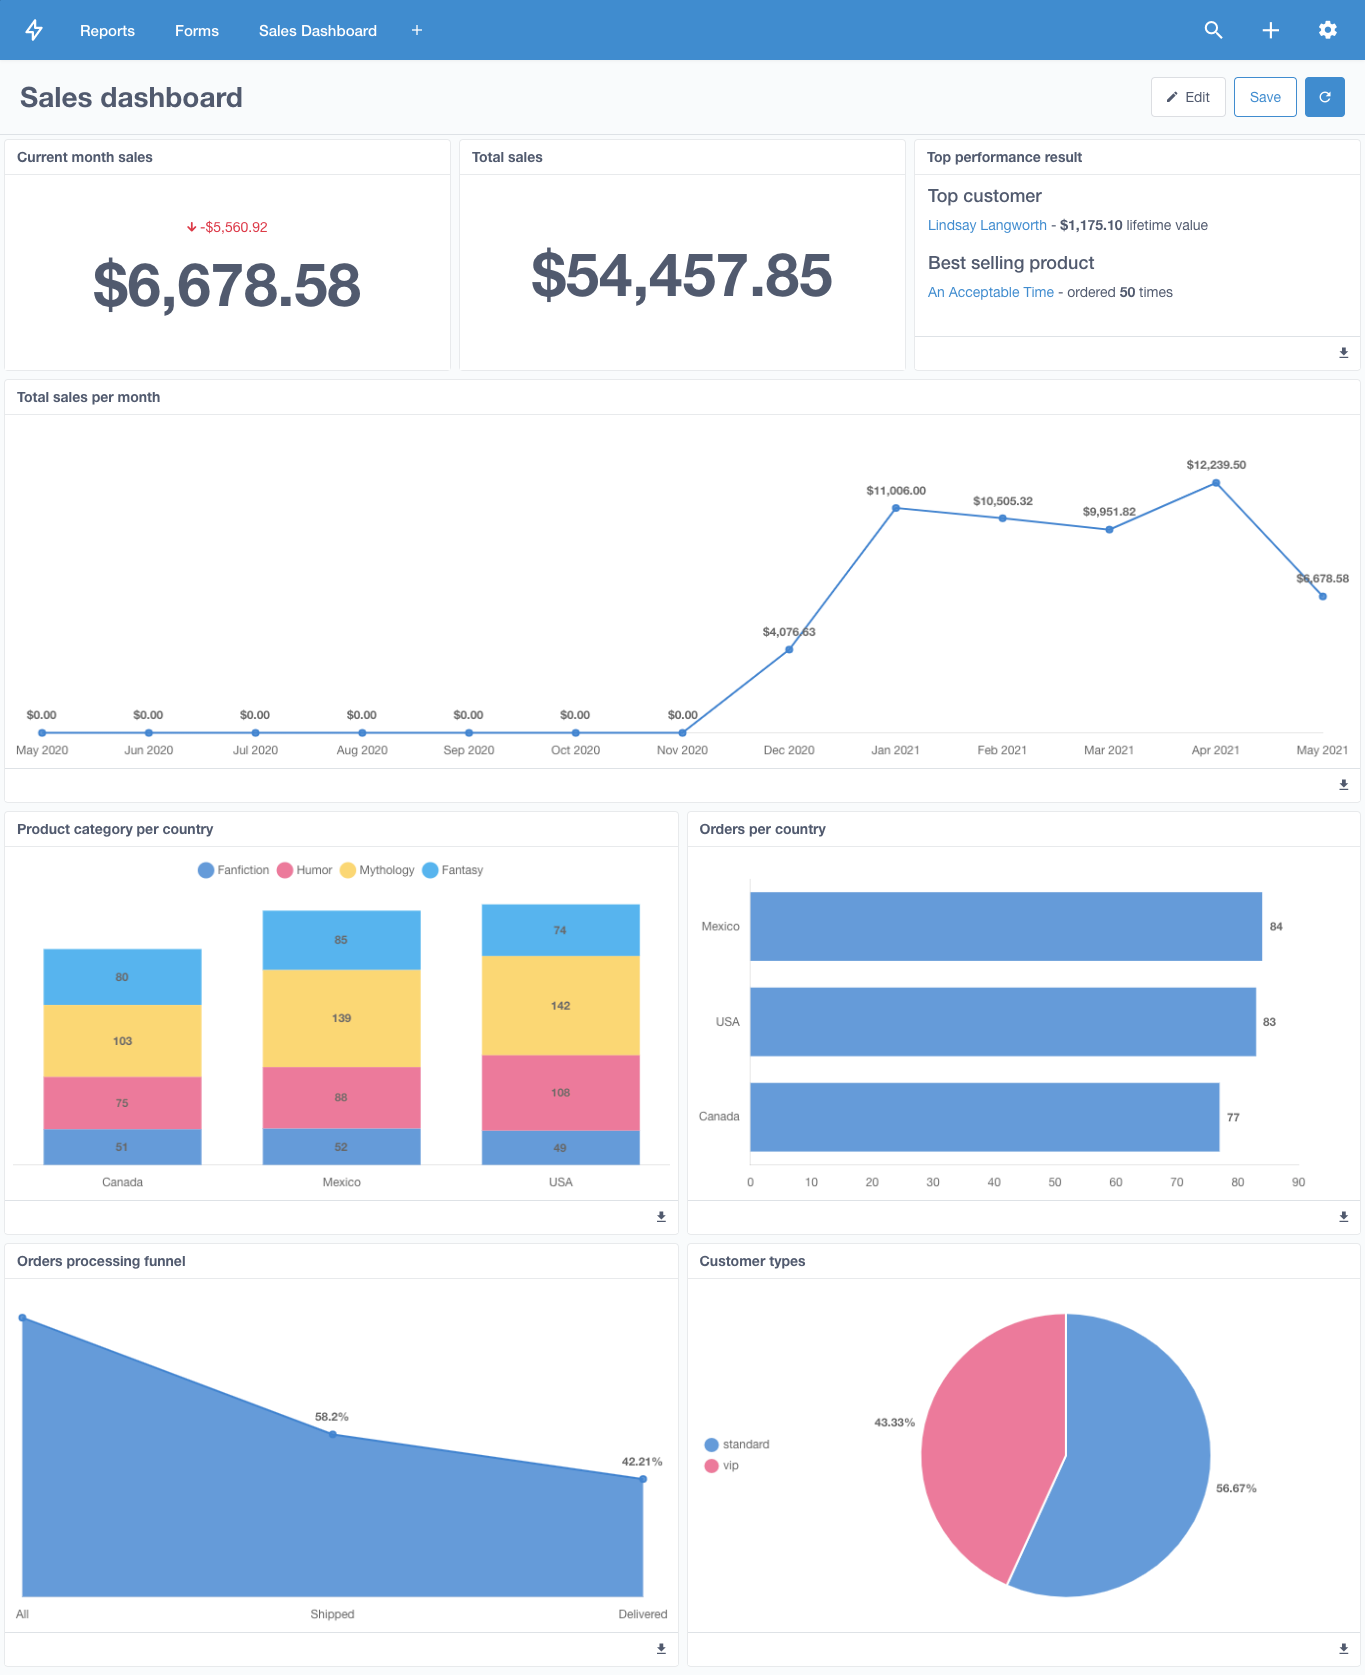 Reports Forms Sales Dashboard +
Sales dashboard
Edit Save
Current month sales
-$5,560.92
$6,678.58
Total sales
$54,457.85
Top performance result
Top customer
Lindsay Langworth - $1,175.10 lifetime value
Best selling product
An Acceptable Time - ordered 50 times
Total sales per month
$12,239.50
$11,006.00
$10,505.32
$9,951.82
$6,678.58
$4,076.63
$0.00 $0.00 $0.00 $0.00 $0.00 $0.00 $0.00
May 2020 Jun 2020 Jul 2020 Aug 2020 Sep 2020 Oct 2020 Nov 2020 Dec 2020 Jan 2021 Feb 2021 Mar 2021 Apr 2021 May 2021
Product category per country
Fanfiction Humor Mythology Fantasy
80 85 74
103 139 142
75 88 108
51 52 49
Canada Mexico USA
Orders per country
Mexico 84
USA 83
Canada 77
0 10 20 30 40 50 60 70 80 90
Orders processing funnel
58.2%
42.21%
All Shipped Delivered
Customer types
43.33%
standard
vip
56.67%